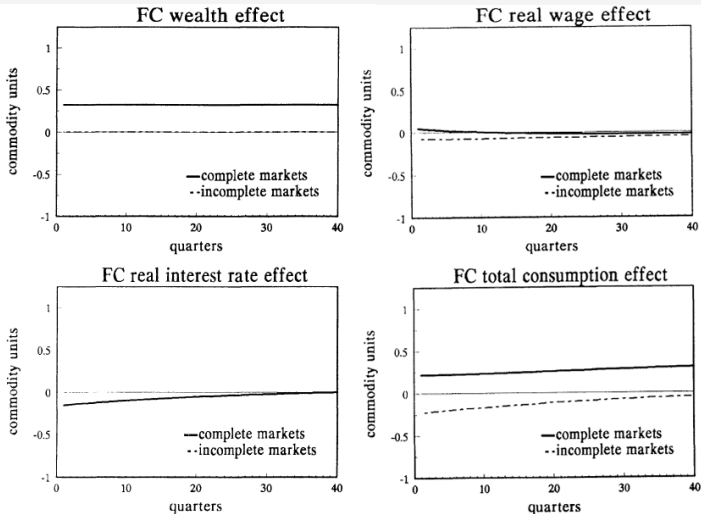 FC wealth effect
commodity units
1
0.5
0
-0.5
-1
complete markets
incomplete markets
0 10 20 30 40
quarters
FC real wage effect
commodity units
1
0.5
0
-0.5
-1
complete markets
incomplete markets
0 10 20 30 40
quarters
FC real interest rate effect
commodity units
1
0.5
0
-0.5
-1
complete markets
incomplete markets
0 10 20 30 40
quarters
FC total consumption effect
commodity units
1
0.5
0
-0.5
-1
complete markets
incomplete markets
0 10 20 30 40
quarters